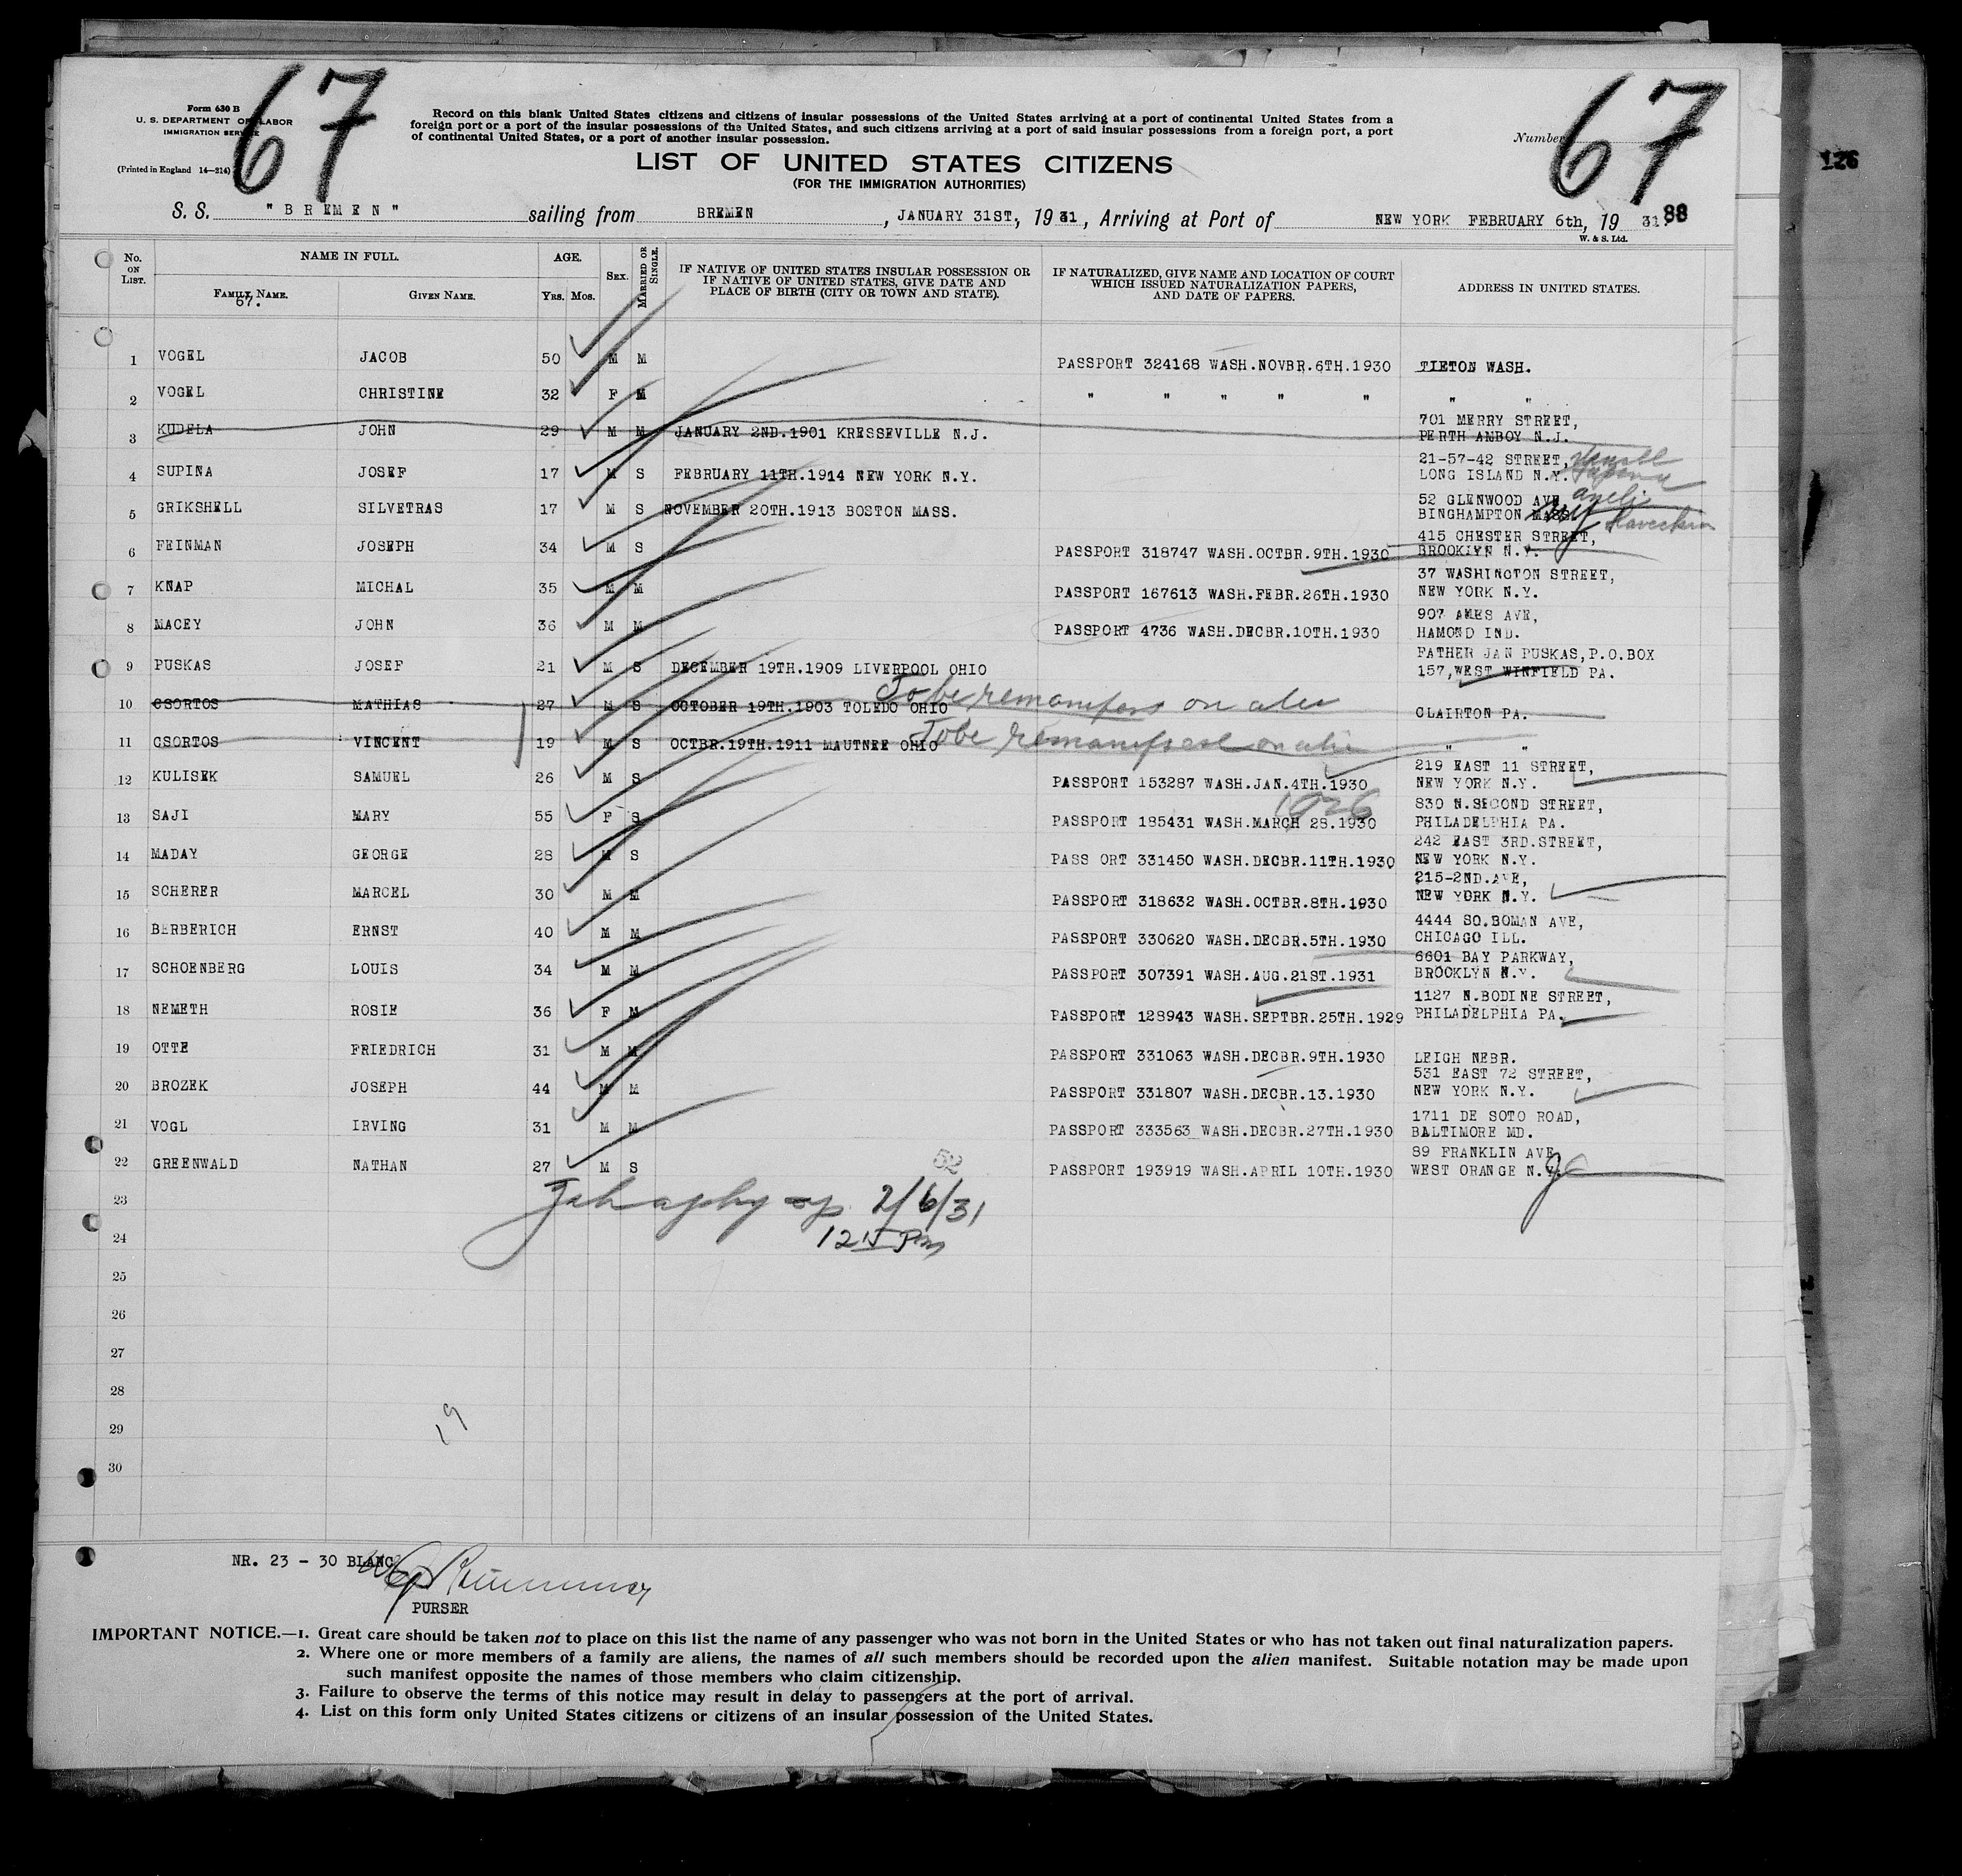 67
67
Form 630 B
U. S. DEPARTMENT OF LABOR
IMMIGRATION SERVICE
(Printed in England 14—214)
Record on this blank United States citizens and citizens of insular possessions of the United States arriving at a port of continental United States from a
foreign port or a port of the insular possessions of the United States, and such citizens arriving at a port of said insular possessions from a foreign port, a port
of continental United States, or a port of another insular possession.
Number
126
LIST OF UNITED STATES CITIZENS
(FOR THE IMMIGRATION AUTHORITIES)
S. S. "BREMEN" sailing from BREMEN, JANUARY 31ST, 1931, Arriving at Port of NEW YORK FEBRUARY 6th, 19 31. 88
W. & S. Ltd.
No. ON LIST. NAME IN FULL. AGE. SEX. MARRIED OR SINGLE. IF NATIVE OF UNITED STATES INSULAR POSSESSION OR IF NATIVE OF UNITED STATES, GIVE DATE AND PLACE OF BIRTH (CITY OR TOWN AND STATE). IF NATURALIZED, GIVE NAME AND LOCATION OF COURT WHICH ISSUED NATURALIZATION PAPERS, AND DATE OF PAPERS. ADDRESS IN UNITED STATES.
FAMILY NAME. GIVEN NAME. Yrs. Mos.
67.
1 VOGEL JACOB 50 M M PASSPORT 324168 WASH.NOVBR.6TH.1930 TIETON WASH.
2 VOGEL CHRISTINE 32 F M " " " " " " "
3 KUDELA JOHN 29 M M JANUARY 2ND.1901 KRESSEVILLE N.J. 701 MERRY STREET, PERTH AMBOY N.J.
4 SUPINA JOSEF 17 M S FEBRUARY 11TH.1914 NEW YORK N.Y. 21-57-42 STREET, LONG ISLAND N.Y.
5 GRIKSHELL SILVETRAS 17 M S NOVEMBER 20TH.1913 BOSTON MASS. 52 GLENWOOD AVE, BINGHAMPTON MASS. NY
6 FEINMAN JOSEPH 34 M S PASSPORT 318747 WASH.OCTBR.9TH.1930 415 CHESTER STREET, BROOKLYN N.Y.
7 KNAP MICHAL 35 M M PASSPORT 167613 WASH.FEBR.26TH.1930 37 WASHINGTON STREET, NEW YORK N.Y.
8 MACEY JOHN 36 M M PASSPORT 4736 WASH.DECBR.10TH.1930 907 AMES AVE, HAMOND IND.
9 PUSKAS JOSEF 21 M S DECEMBER 19TH.1909 LIVERPOOL OHIO FATHER JAN PUSKAS,P.O.BOX 157,WEST WINFIELD PA.
10 CSORTOS MATHIAS 27 M S OCTOBER 19TH.1903 TOLEDO OHIO To be remanifest on alien CLAIRTON PA.
11 CSORTOS VINCENT 19 M S OCTBR.19TH.1911 MAUTNEE OHIO To be remanifest on alien " "
12 KULISEK SAMUEL 26 M S PASSPORT 153287 WASH.JAN.4TH.1930 219 EAST 11 STREET, NEW YORK N.Y.
1926
13 SAJI MARY 55 F S PASSPORT 185431 WASH.MARCH 28.1930 830 N.SECOND STREET, PHILADELPHIA PA.
14 MADAY GEORGE 28 M S PASS ORT 331450 WASH.DECBR.11TH.1930 242 EAST 3RD.STREET, NEW YORK N.Y.
15 SCHERER MARCEL 30 M M PASSPORT 318632 WASH.OCTBR.8TH.1930 215-2ND.AVE, NEW YORK N.Y.
16 BERBERICH ERNST 40 M M PASSPORT 330620 WASH.DECBR.5TH.1930 4444 SO.BOMAN AVE, CHICAGO ILL.
17 SCHOENBERG LOUIS 34 M M PASSPORT 307391 WASH.AUG.21ST.1931 6601 BAY PARKWAY, BROOKLYN N.Y.
18 NEMETH ROSIE 36 F M PASSPORT 128943 WASH.SEPTBR.25TH.1929 1127 N.BODINE STREET, PHILADELPHIA PA.
19 OTTE FRIEDRICH 31 M M PASSPORT 331063 WASH.DECBR.9TH.1930 LEIGH NEBR.
20 BROZEK JOSEPH 44 M M PASSPORT 331807 WASH.DECBR.13.1930 531 EAST 72 STREET, NEW YORK N.Y.
21 VOGL IRVING 31 M M PASSPORT 333563 WASH.DECBR.27TH.1930 1711 DE SOTO ROAD, BALTIMORE MD.
22 GREENWALD NATHAN 27 M S PASSPORT 193919 WASH.APRIL 10TH.1930 89 FRANKLIN AVE WEST ORANGE N.
52
23 2/6/31
24 12 15 Pm
25
26
27
28
29
19
30
NR. 23 - 30 BLANC
PURSER
IMPORTANT NOTICE.—1. Great care should be taken not to place on this list the name of any passenger who was not born in the United States or who has not taken out final naturalization papers.
2. Where one or more members of a family are aliens, the names of all such members should be recorded upon the alien manifest. Suitable notation may be made upon
such manifest opposite the names of those members who claim citizenship.
3. Failure to observe the terms of this notice may result in delay to passengers at the port of arrival.
4. List on this form only United States citizens or citizens of an insular possession of the United States.